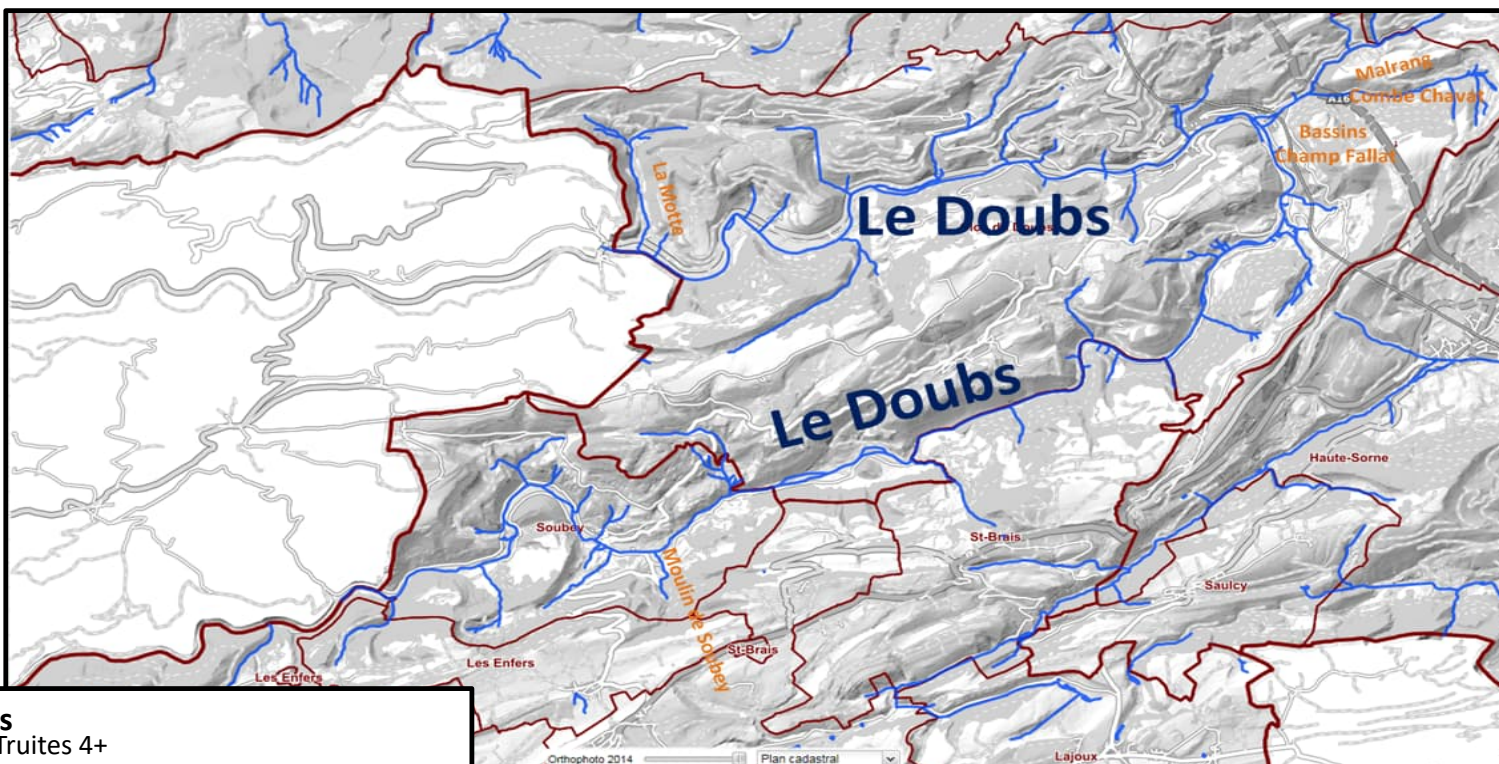 Malrang
Combe Chavat
Bassins
Champ Fallat
La Motte
Le Doubs
Le Doubs
Haute-Sorne
Soubey
St-Brais
Moulin de Soubey
Saulcy
St-Brais
Les Enfers
Les Enfers
Truites 4+
Orthophoto 2014
Plan cadastral
Lajoux